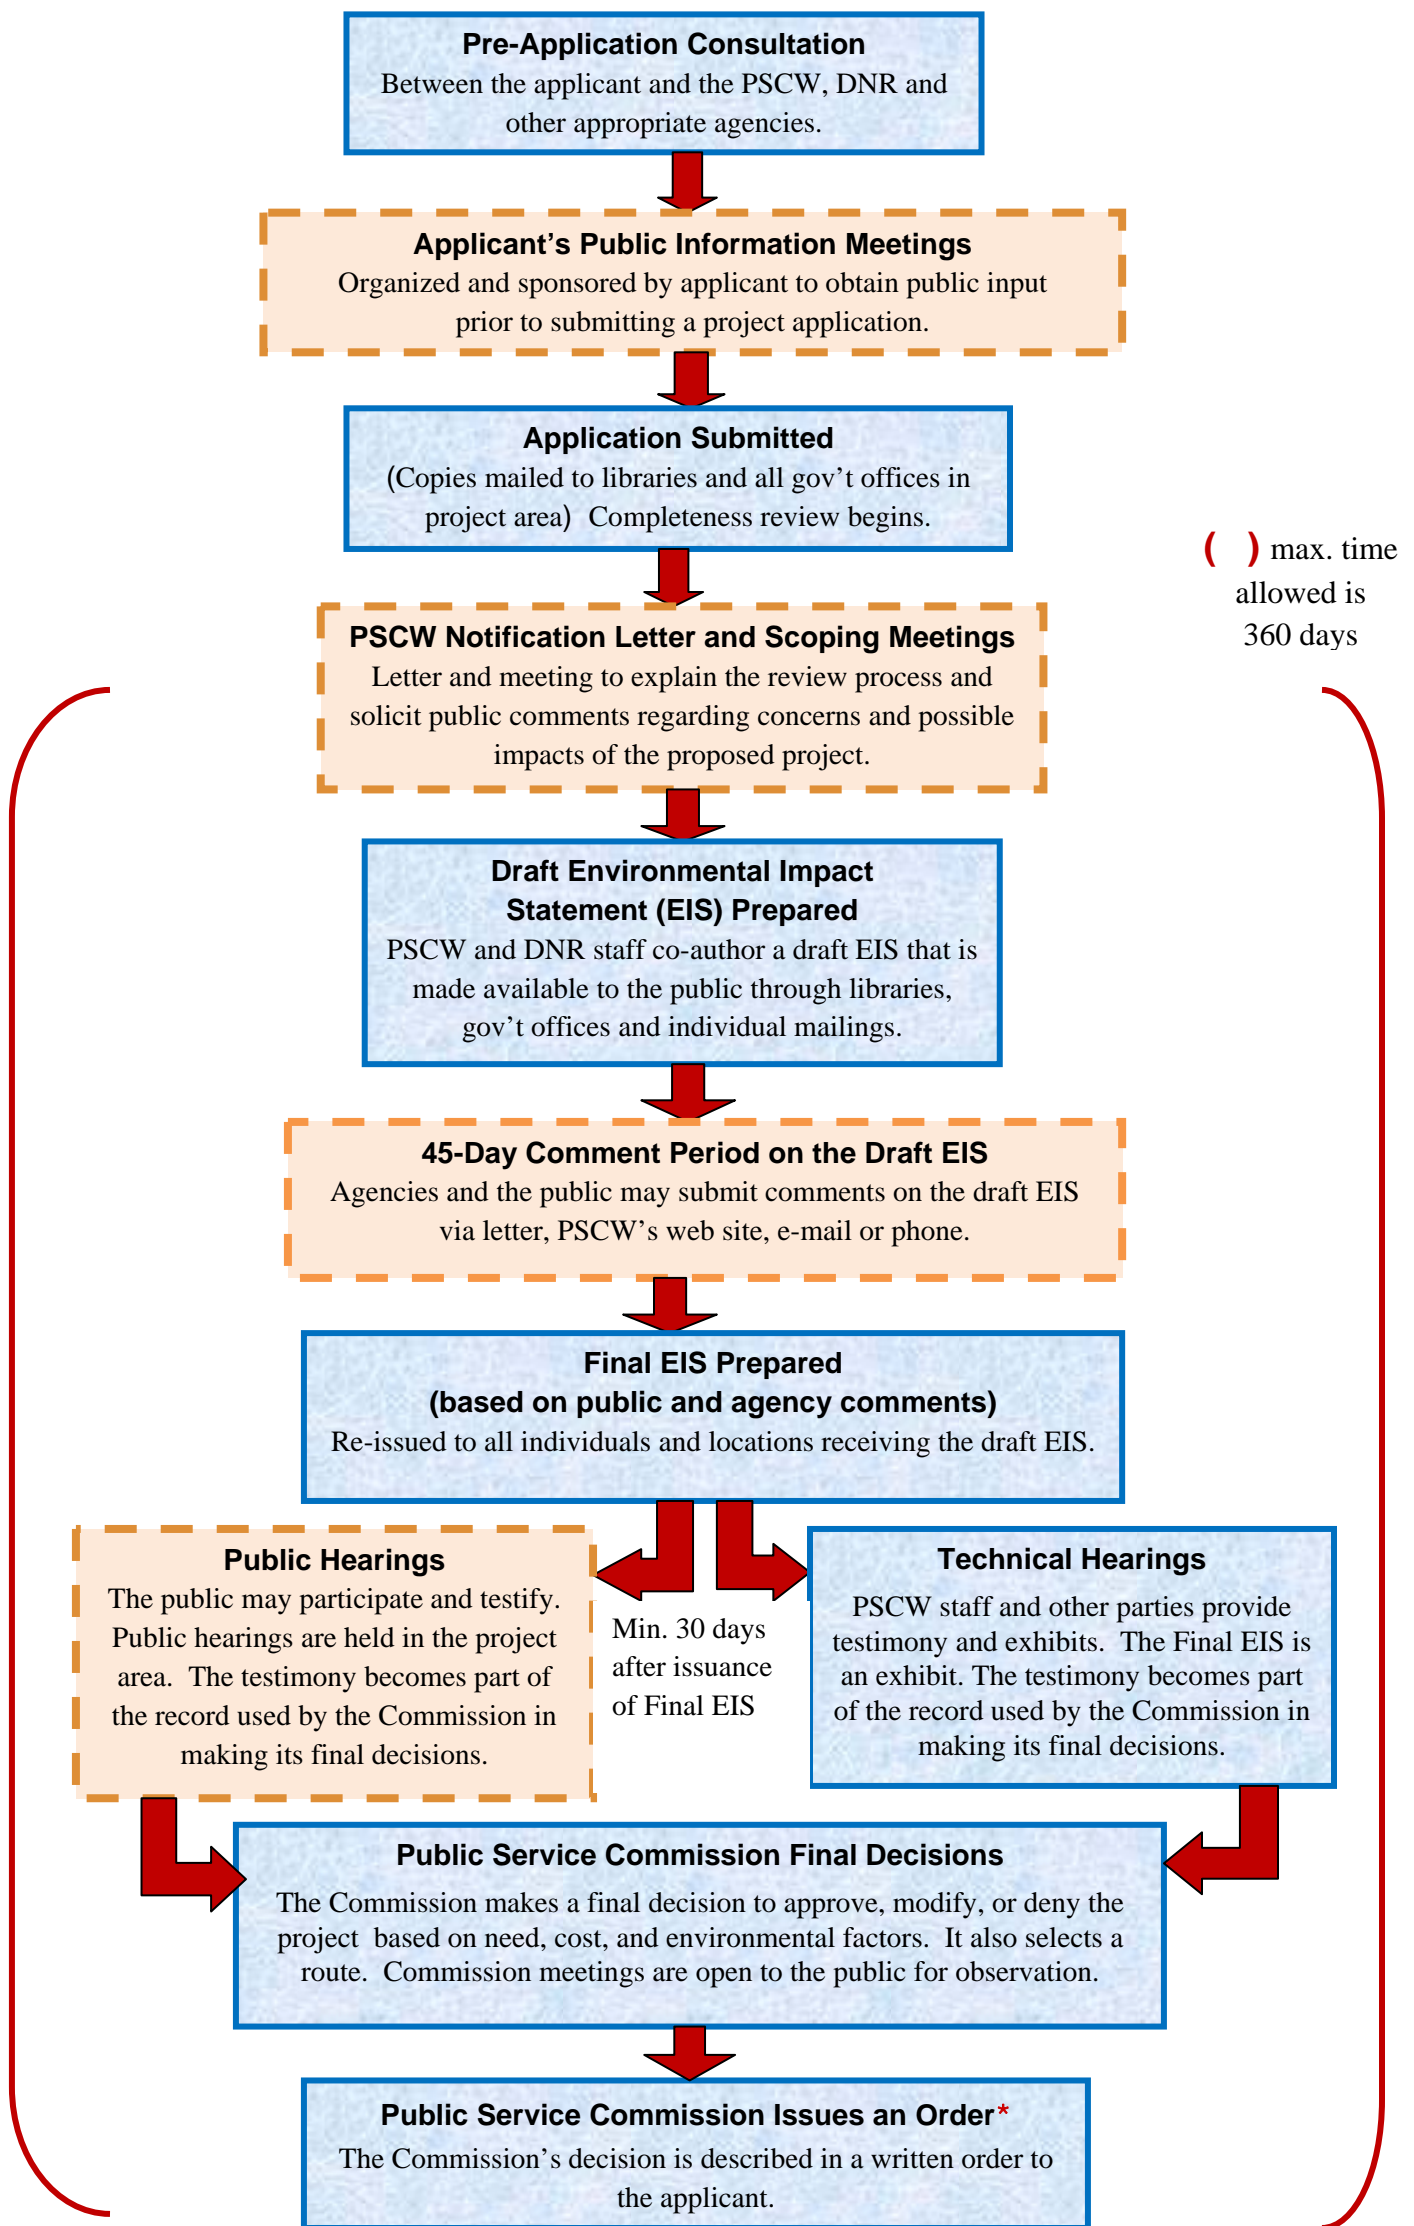 Pre-Application Consultation
Between the applicant and the PSCW, DNR and
other appropriate agencies.
Applicant’s Public Information Meetings
Organized and sponsored by applicant to obtain public input
prior to submitting a project application.
Application Submitted
(Copies mailed to libraries and all gov’t offices in
project area)  Completeness review begins.
(   ) max. time
allowed is
360 days
PSCW Notification Letter and Scoping Meetings
Letter and meeting to explain the review process and
solicit public comments regarding concerns and possible
impacts of the proposed project.
Draft Environmental Impact
Statement (EIS) Prepared
PSCW and DNR staff co-author a draft EIS that is
made available to the public through libraries,
gov’t offices and individual mailings.
45-Day Comment Period on the Draft EIS
Agencies and the public may submit comments on the draft EIS
via letter, PSCW’s web site, e-mail or phone.
Final EIS Prepared
(based on public and agency comments)
Re-issued to all individuals and locations receiving the draft EIS.
Public Hearings
The public may participate and testify.
Public hearings are held in the project
area.  The testimony becomes part of
the record used by the Commission in
making its final decisions.
Min. 30 days
after issuance
of Final EIS
Technical Hearings
PSCW staff and other parties provide
testimony and exhibits.  The Final EIS is
an exhibit. The testimony becomes part
of the record used by the Commission in
making its final decisions.
Public Service Commission Final Decisions
The Commission makes a final decision to approve, modify, or deny the
project  based on need, cost, and environmental factors.  It also selects a
route.  Commission meetings are open to the public for observation.
Public Service Commission Issues an Order*
The Commission’s decision is described in a written order to
the applicant.